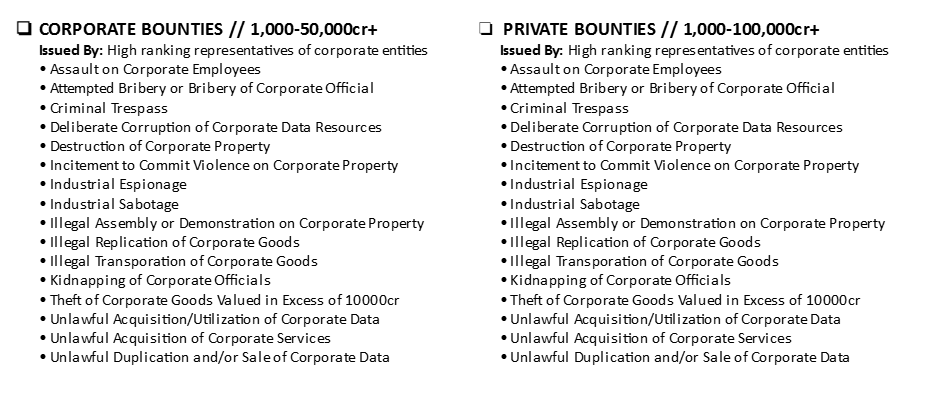 ❑ CORPORATE BOUNTIES // 1,000-50,000cr+
Issued By: High ranking representatives of corporate entities
• Assault on Corporate Employees
• Attempted Bribery or Bribery of Corporate Official
• Criminal Trespass
• Deliberate Corruption of Corporate Data Resources
• Destruction of Corporate Property
• Incitement to Commit Violence on Corporate Property
• Industrial Espionage
• Industrial Sabotage
• Illegal Assembly or Demonstration on Corporate Property
• Illegal Replication of Corporate Goods
• Illegal Transporation of Corporate Goods
• Kidnapping of Corporate Officials
• Theft of Corporate Goods Valued in Excess of 10000cr
• Unlawful Acquisition/Utilization of Corporate Data
• Unlawful Acquisition of Corporate Services
• Unlawful Duplication and/or Sale of Corporate Data
❑ PRIVATE BOUNTIES // 1,000-100,000cr+
Issued By: High ranking representatives of corporate entities
• Assault on Corporate Employees
• Attempted Bribery or Bribery of Corporate Official
• Criminal Trespass
• Deliberate Corruption of Corporate Data Resources
• Destruction of Corporate Property
• Incitement to Commit Violence on Corporate Property
• Industrial Espionage
• Industrial Sabotage
• Illegal Assembly or Demonstration on Corporate Property
• Illegal Replication of Corporate Goods
• Illegal Transporation of Corporate Goods
• Kidnapping of Corporate Officials
• Theft of Corporate Goods Valued in Excess of 10000cr
• Unlawful Acquisition/Utilization of Corporate Data
• Unlawful Acquisition of Corporate Services
• Unlawful Duplication and/or Sale of Corporate Data